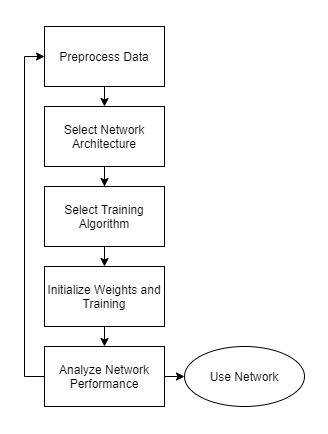 Preprocess Data
Select Network
Architecture
Select Training
Algorithm
Initialize Weights and
Training
Analyze Network
Performance
Use Network